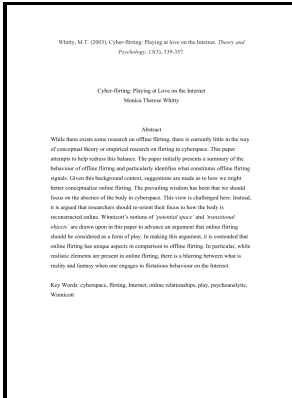 Whitty, M.T. (2003). Cyber-flirting: Playing at love on the Internet. Theory and
Psychology, 13(3), 339-357.
Cyber-flirting: Playing at Love on the Internet
Monica Therese Whitty
Abstract
While there exists some research on offline flirting, there is currently little in the way
of conceptual theory or empirical research on flirting in cyberspace. This paper
attempts to help redress this balance. The paper initially presents a summary of the
behaviour of offline flirting and particularly identifies what constitutes offline flirting
signals. Given this background context, suggestions are made as to how we might
better conceptualize online flirting. The prevailing wisdom has been that we should
focus on the absence of the body in cyberspace. This view is challenged here. Instead,
it is argued that researchers should re-orient their focus to how the body is
reconstructed online. Winnicott's notions of 'potential space' and 'transitional
objects' are drawn upon in this paper to advance an argument that online flirting
should be considered as a form of play. In making this argument, it is contended that
online flirting has unique aspects in comparison to offline flirting. In particular, while
realistic elements are present in online flirting, there is a blurring between what is
reality and fantasy when one engages in flirtatious behaviour on the Internet.
Key Words: cyberspace, flirting, Internet, online relationships, play, psychoanalytic,
Winnicott